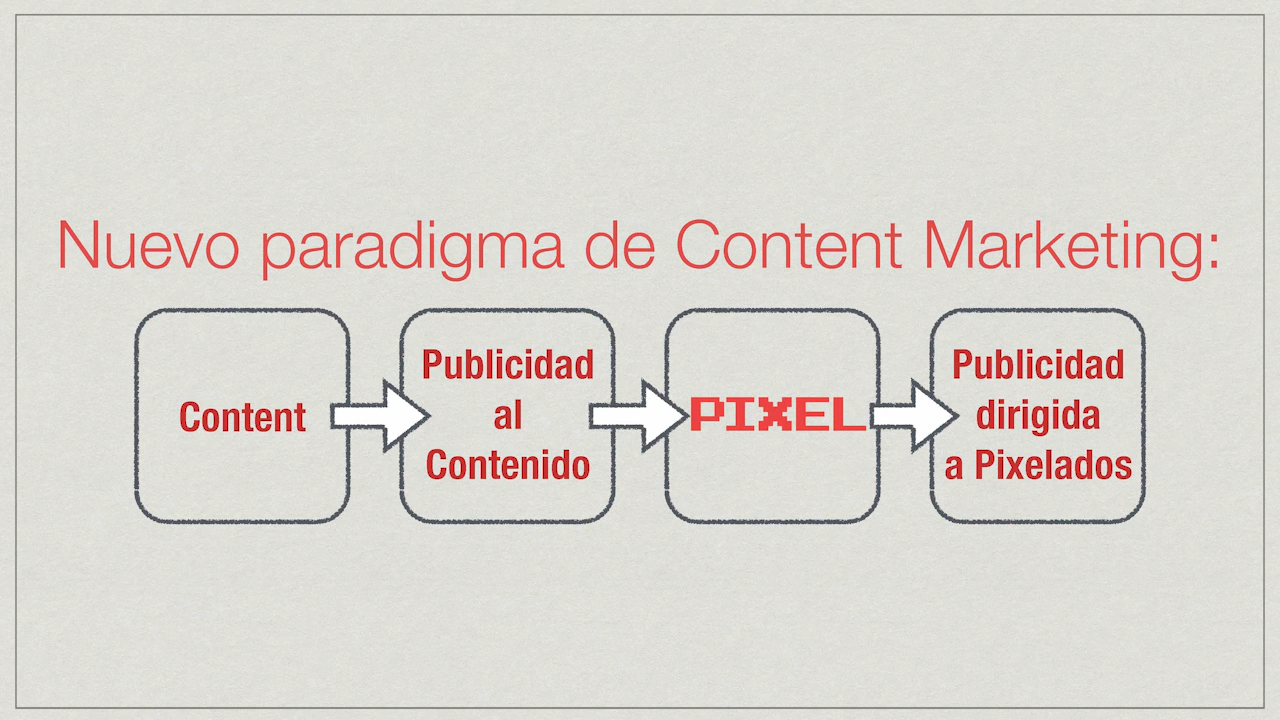 Nuevo paradigma de Content Marketing:
Content
Publicidad
al
Contenido
PIXEL
Publicidad
dirigida
a Pixelados